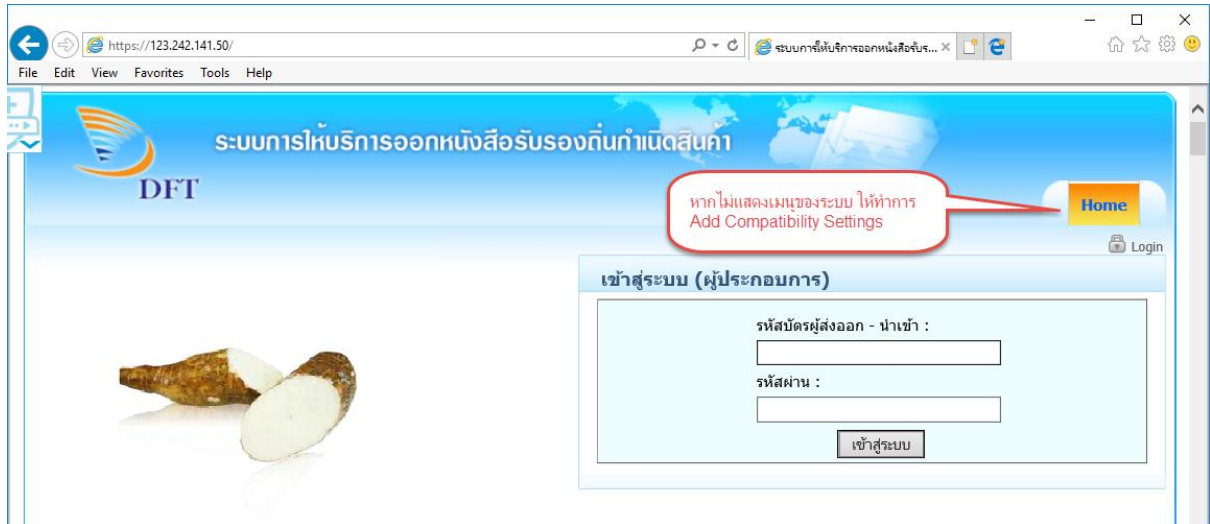 https://123.242.141.50/
ระบบการให้บริการออกหนังสือรับร...
File Edit View Favorites Tools Help
ระบบการให้บริการออกหนังสือรับรองถิ่นกำเนิดสินค้า
DFT
หากไม่แสดงเมนูของระบบ ให้ทำการ
Add Compatibility Settings
Home
Login
เข้าสู่ระบบ (ผู้ประกอบการ)
รหัสบัตรผู้ส่งออก - นำเข้า :
รหัสผ่าน :
เข้าสู่ระบบ